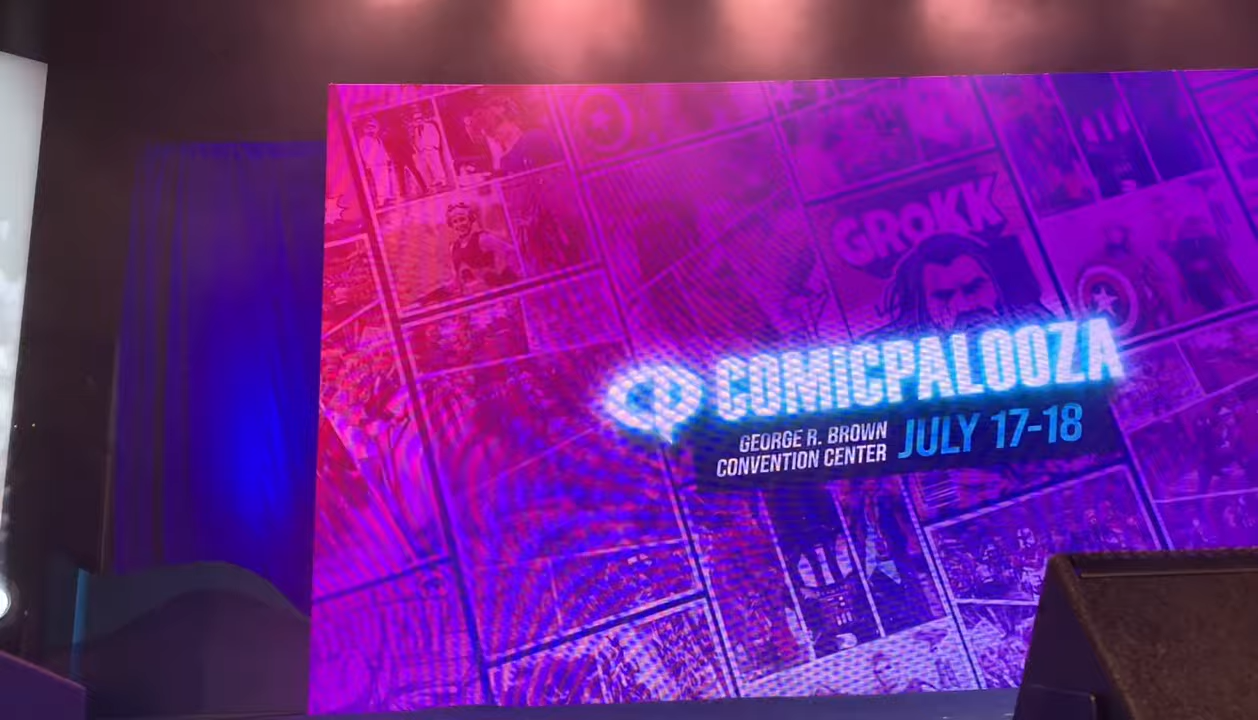 GROKK
COMICPALOOZA
GEORGE R. BROWN
CONVENTION CENTER
JULY 17-18